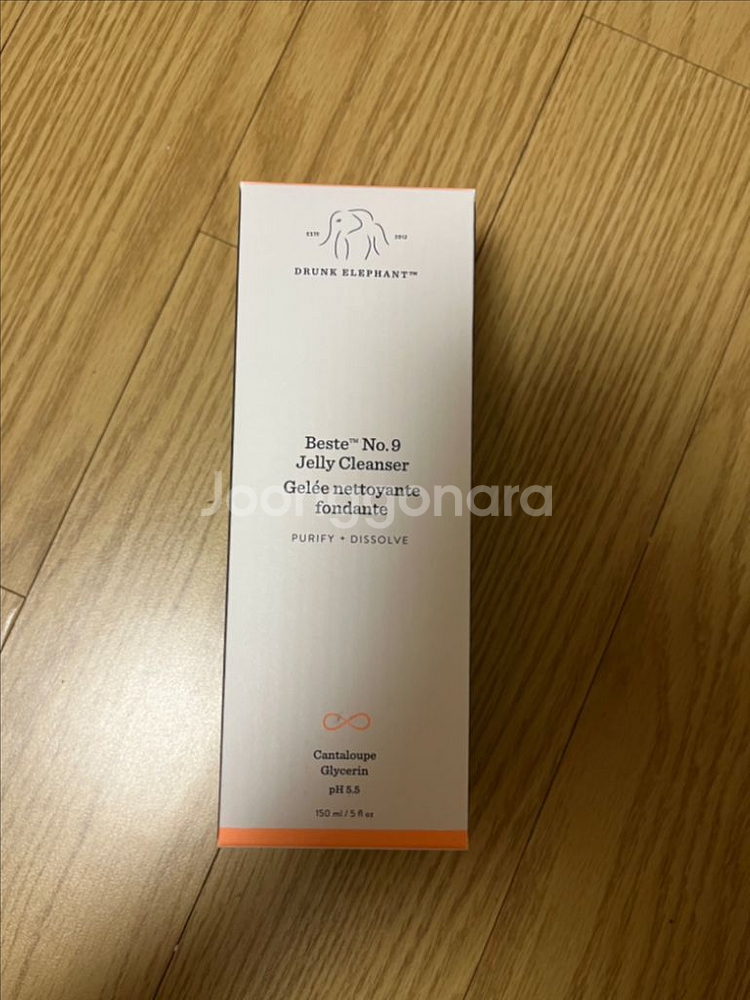 ESTD 2012
DRUNK ELEPHANT™
Beste™ No. 9
Jelly Cleanser
Gelée nettoyante
fondante
Joonggonara
PURIFY + DISSOLVE
Cantaloupe
Glycerin
pH 5.5
150 ml / 5 fl oz